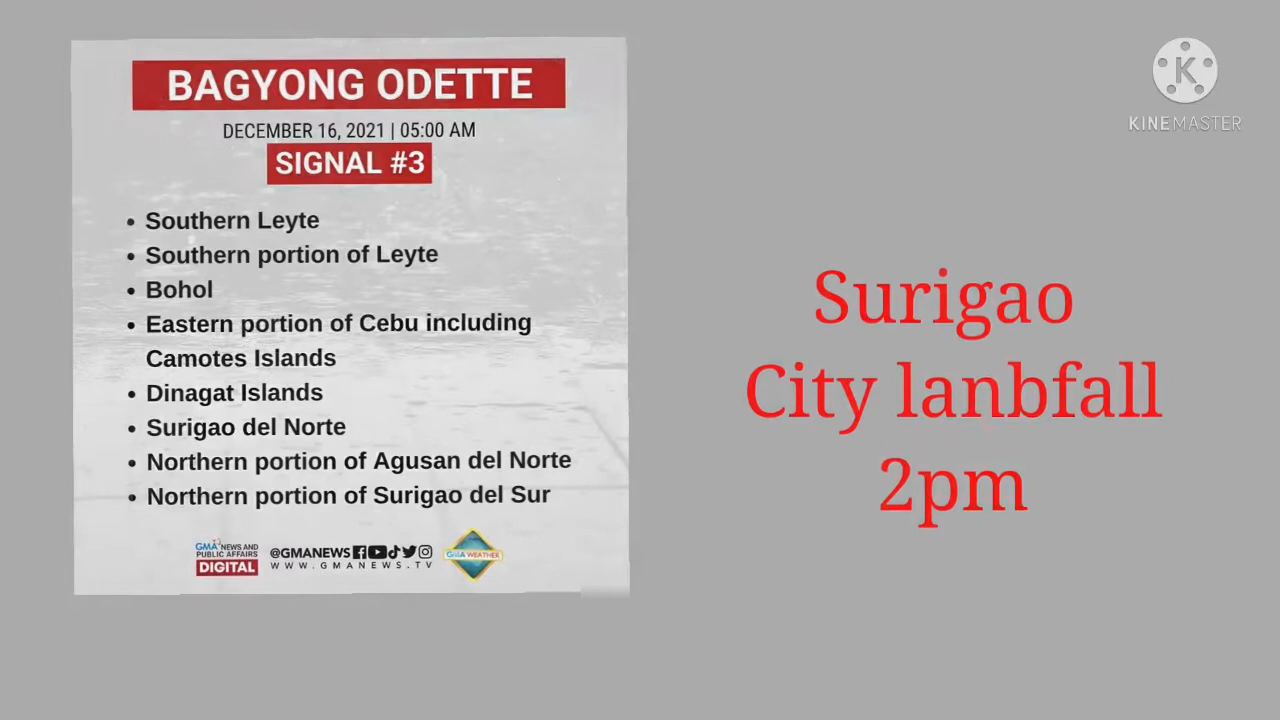 BAGYONG ODETTE
DECEMBER 16, 2021 | 05:00 AM
SIGNAL #3
• Southern Leyte
• Southern portion of Leyte
• Bohol
• Eastern portion of Cebu including
Camotes Islands
• Dinagat Islands
• Surigao del Norte
• Northern portion of Agusan del Norte
• Northern portion of Surigao del Sur
GMA NEWS AND
PUBLIC AFFAIRS
DIGITAL
@GMANEWS
WWW.GMANEWS.TV
GMA WEATHER
Surigao
City lanbfall
2pm
K
KINEMASTER